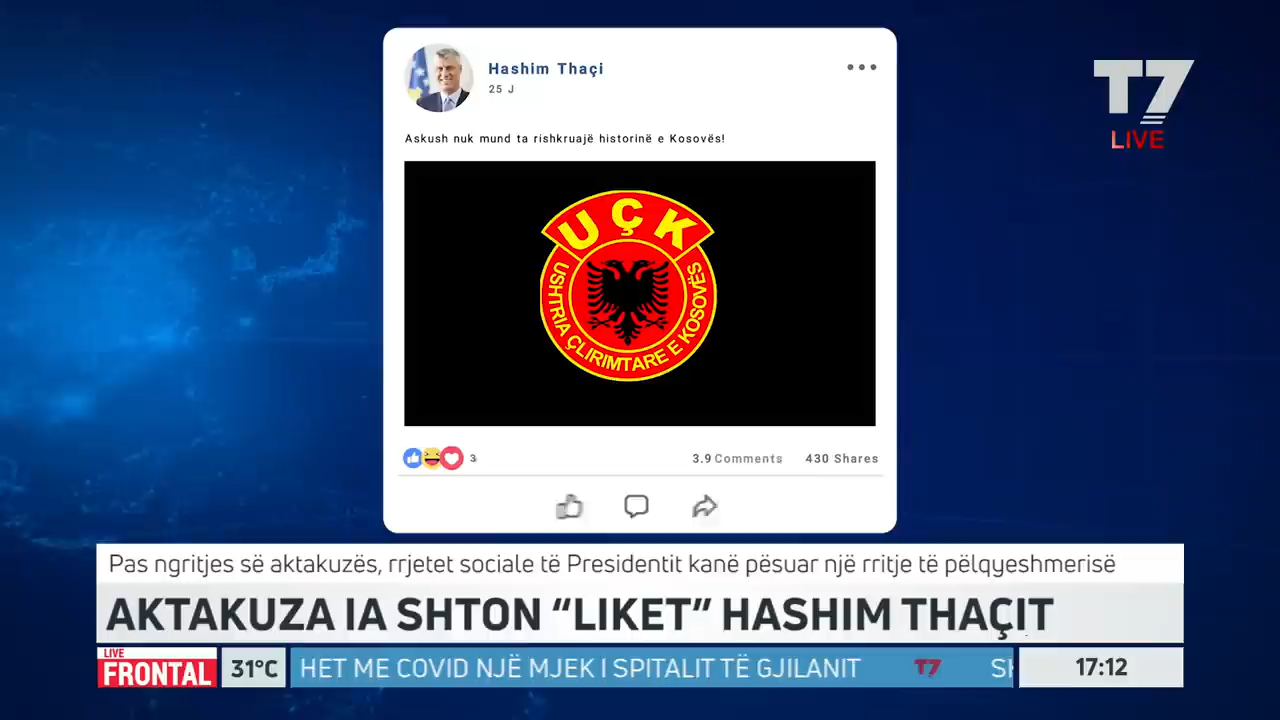 Hashim Thaçi
25 J
Askush nuk mund ta rishkruajë historinë e Kosovës!
UÇK
USHTRIA ÇLIRIMTARE E KOSOVËS
3
3.9 Comments
430 Shares
T7
LIVE
Pas ngritjes së aktakuzës, rrjetet sociale të Presidentit kanë pësuar një rritje të pëlqyeshmerisë
AKTAKUZA IA SHTON “LIKET” HASHIM THAÇIT
LIVE
FRONTAL
31°C
HET ME COVID NJË MJEK I SPITALIT TË GJILANIT
T7
17:12